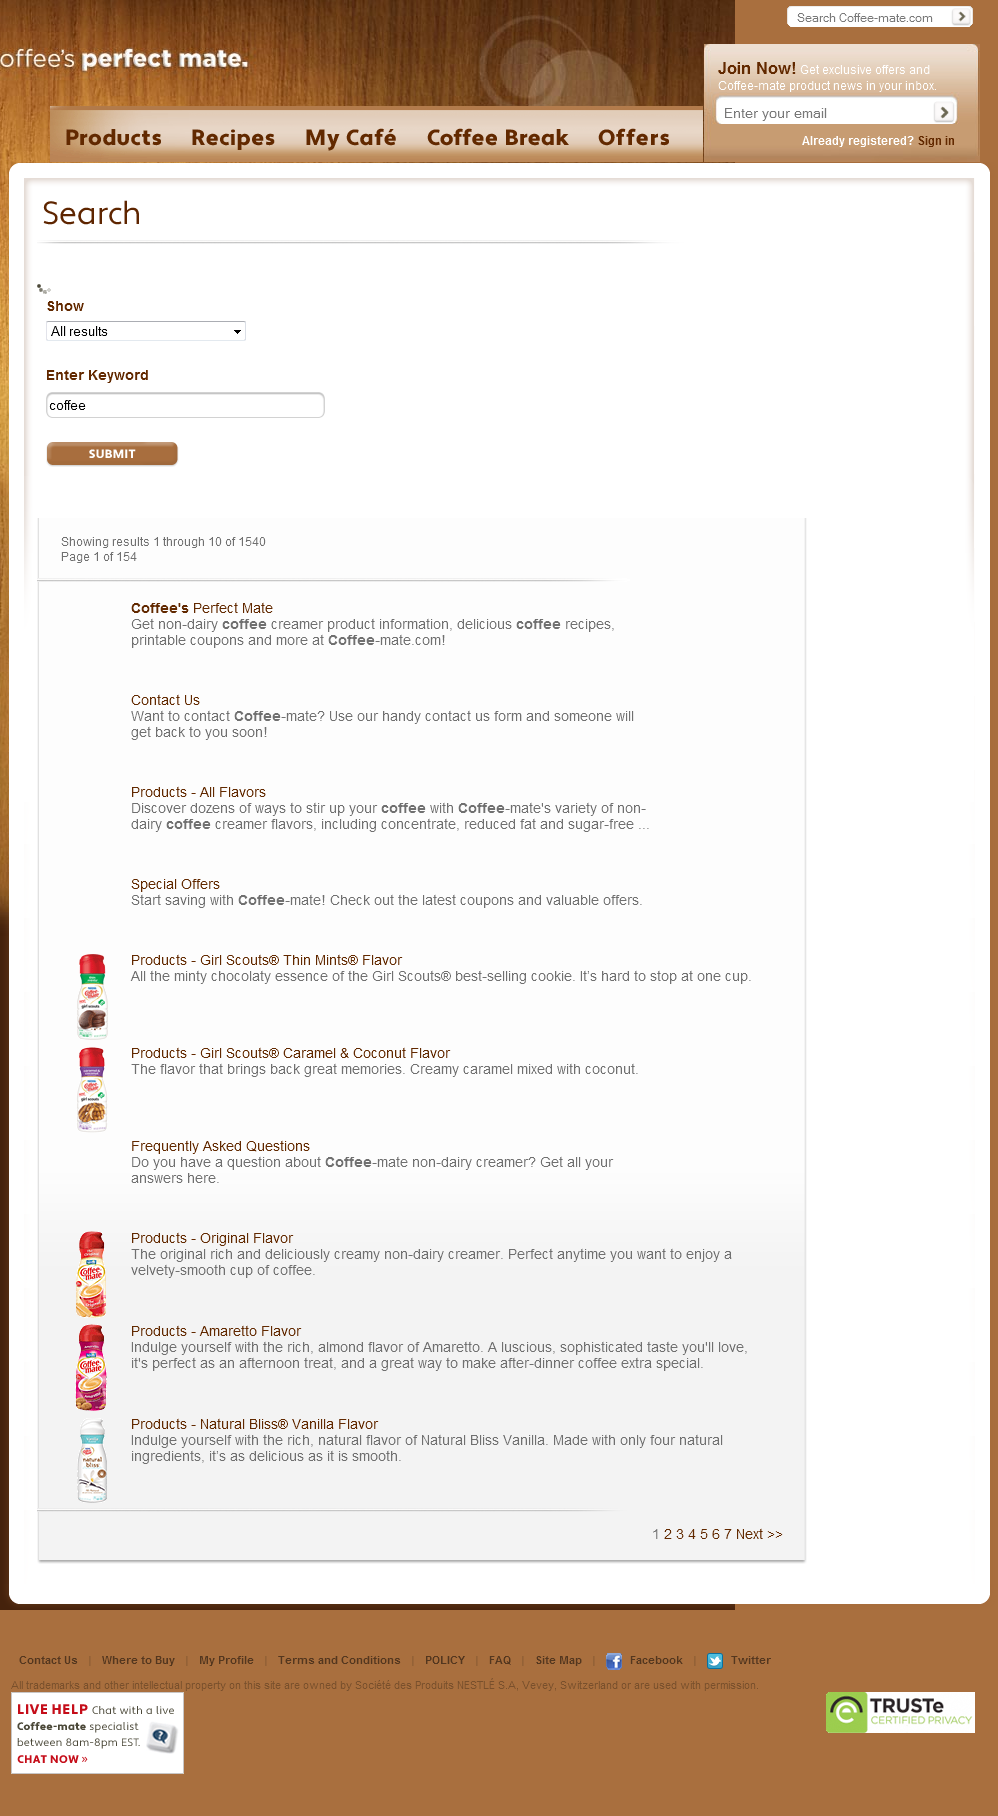 Search Coffee-mate.com
offee's perfect mate.
Join Now! Get exclusive offers and
Coffee-mate product news in your inbox.
Enter your email
Already registered? Sign in
Products Recipes My Café Coffee Break Offers
Search
Show
All results
Enter Keyword
coffee
SUBMIT
Showing results 1 through 10 of 1540
Page 1 of 154
Coffee's Perfect Mate
Get non-dairy coffee creamer product information, delicious coffee recipes,
printable coupons and more at Coffee-mate.com!
Contact Us
Want to contact Coffee-mate? Use our handy contact us form and someone will
get back to you soon!
Products - All Flavors
Discover dozens of ways to stir up your coffee with Coffee-mate's variety of non-
dairy coffee creamer flavors, including concentrate, reduced fat and sugar-free ...
Special Offers
Start saving with Coffee-mate! Check out the latest coupons and valuable offers.
Products - Girl Scouts® Thin Mints® Flavor
All the minty chocolaty essence of the Girl Scouts® best-selling cookie. It's hard to stop at one cup.
Products - Girl Scouts® Caramel & Coconut Flavor
The flavor that brings back great memories. Creamy caramel mixed with coconut.
Frequently Asked Questions
Do you have a question about Coffee-mate non-dairy creamer? Get all your
answers here.
Products - Original Flavor
The original rich and deliciously creamy non-dairy creamer. Perfect anytime you want to enjoy a
velvety-smooth cup of coffee.
Products - Amaretto Flavor
Indulge yourself with the rich, almond flavor of Amaretto. A luscious, sophisticated taste you'll love,
it's perfect as an afternoon treat, and a great way to make after-dinner coffee extra special.
Products - Natural Bliss® Vanilla Flavor
Indulge yourself with the rich, natural flavor of Natural Bliss Vanilla. Made with only four natural
ingredients, it's as delicious as it is smooth.
1 2 3 4 5 6 7 Next >>
Contact Us | Where to Buy | My Profile | Terms and Conditions | POLICY | FAQ | Site Map | Facebook | Twitter
All trademarks and other intellectual property on this site are owned by Société des Produits NESTLÉ S.A, Vevey, Switzerland or are used with permission.
LIVE HELP Chat with a live
Coffee-mate specialist
between 8am-8pm EST.
CHAT NOW »
TRUSTe
CERTIFIED PRIVACY